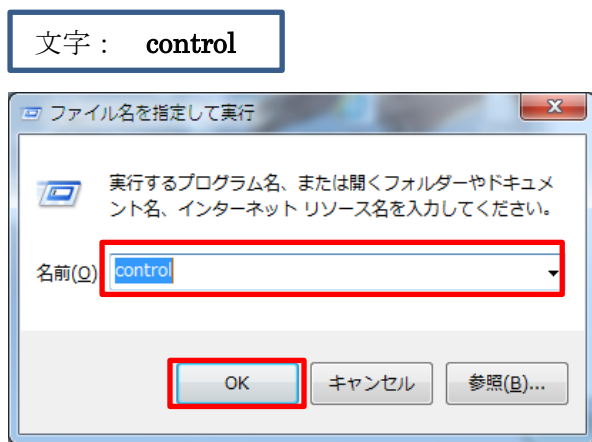 文字： control
ファイル名を指定して実行
実行するプログラム名、または開くフォルダーやドキュメ
ント名、インターネット リソース名を入力してください。
名前(O) control
OK キャンセル 参照(B)...